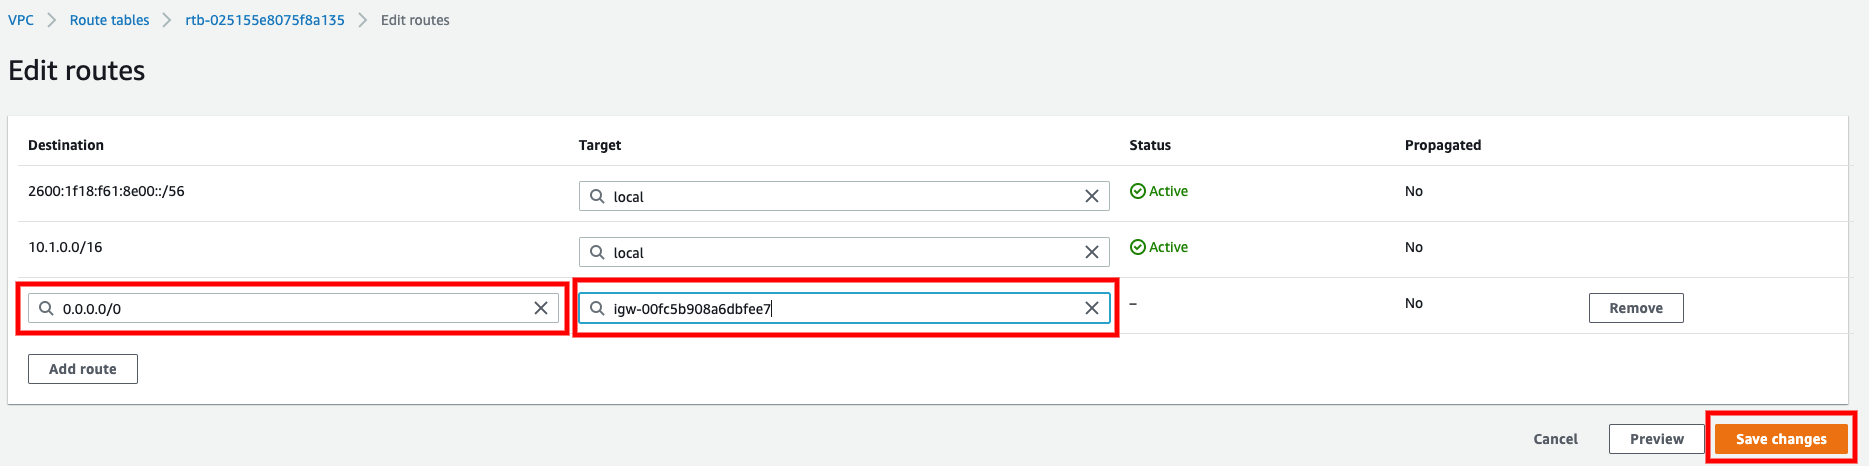 VPC > Route tables > rtb-025155e8075f8a135 > Edit routes
Edit routes
Destination Target Status Propagated
2600:1f18:f61:8e00::/56 local Active No
10.1.0.0/16 local Active No
0.0.0.0/0 igw-00fc5b908a6dbfee7 – No Remove
Add route
Cancel Preview Save changes